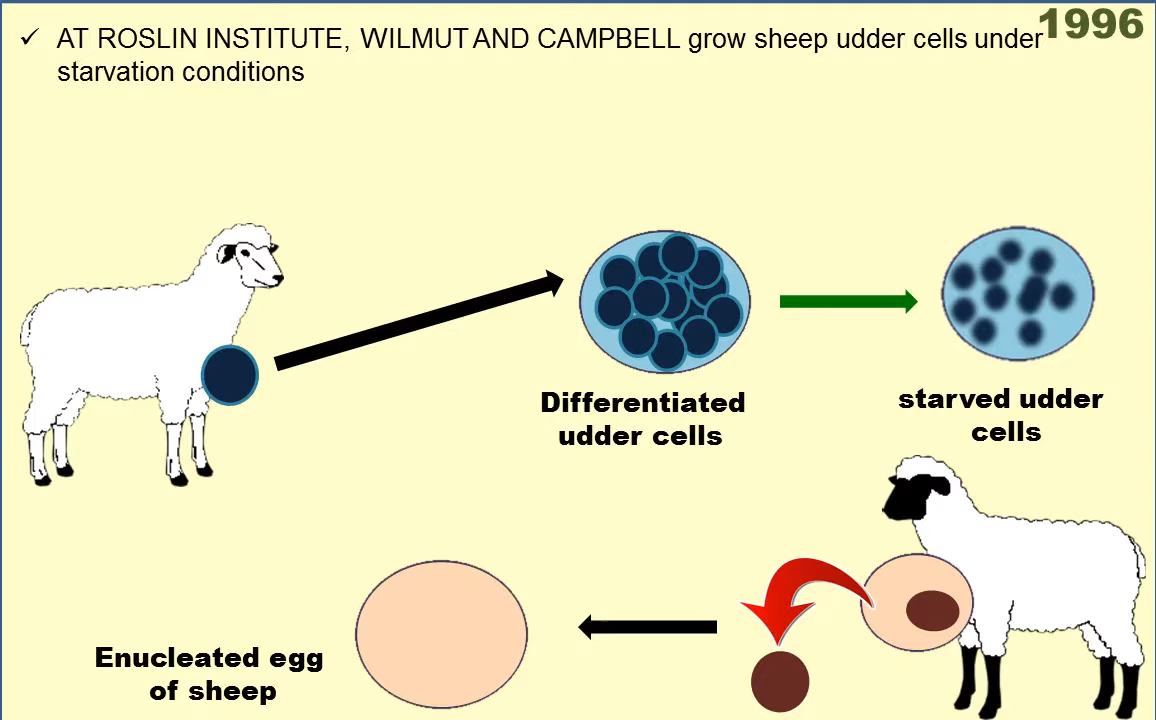 1996
✓ AT ROSLIN INSTITUTE, WILMUT AND CAMPBELL grow sheep udder cells under
starvation conditions
Differentiated
udder cells
starved udder
cells
Enucleated egg
of sheep